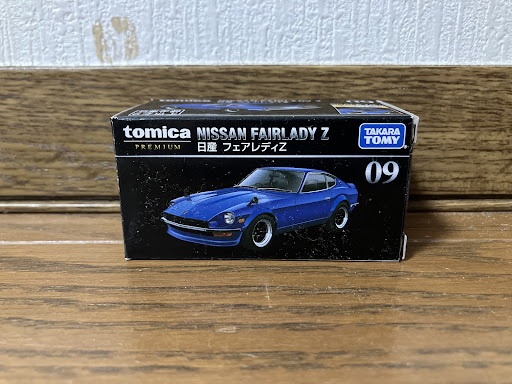 tomica NISSAN FAIRLADY Z
PREMIUM 日産 フェアレディZ
TAKARA
TOMY
09